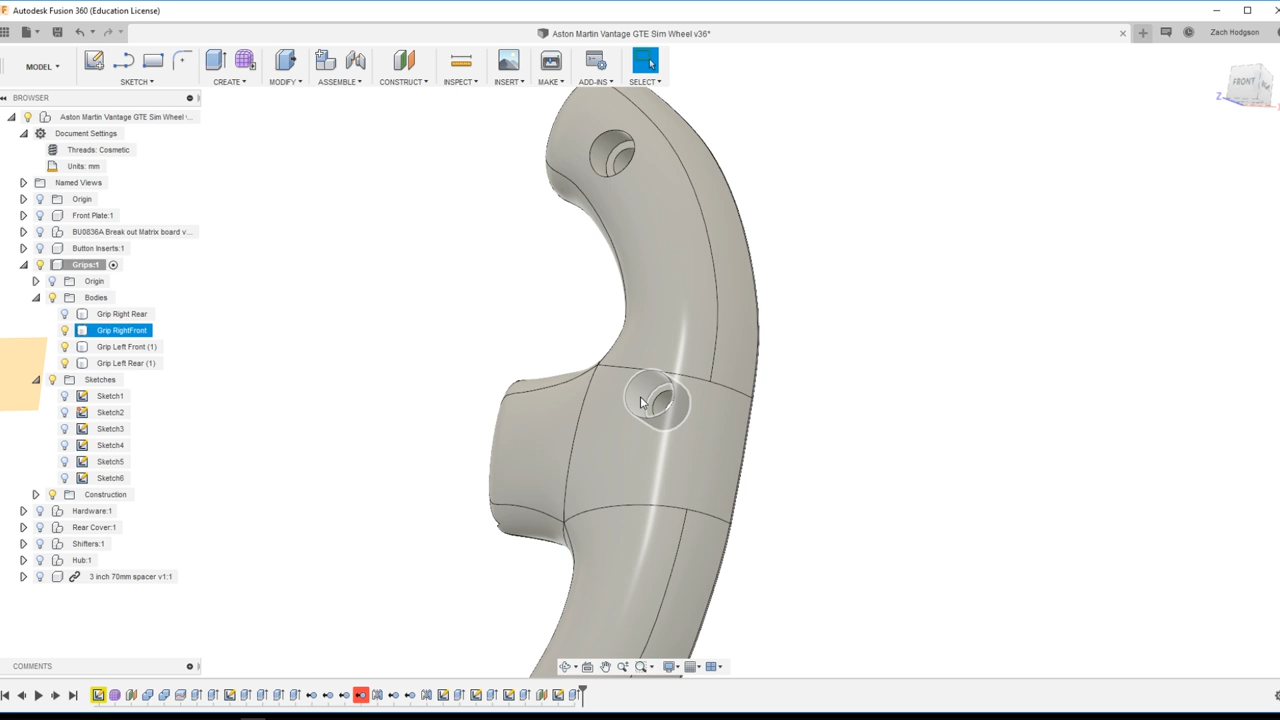 Autodesk Fusion 360 (Education License)
Aston Martin Vantage GTE Sim Wheel v36*
Zach Hodgson
MODEL
SKETCH
CREATE
MODIFY
ASSEMBLE
CONSTRUCT
INSPECT
INSERT
MAKE
ADD-INS
SELECT
FRONT
Z
BROWSER
Aston Martin Vantage GTE Sim Wheel v...
Document Settings
Threads: Cosmetic
Units: mm
Named Views
Origin
Front Plate:1
BU0836A Break out Matrix board v...
Button Inserts:1
Grips:1
Origin
Bodies
Grip Right Rear
Grip RightFront
Grip Left Front (1)
Grip Left Rear (1)
Sketches
Sketch1
Sketch2
Sketch3
Sketch4
Sketch5
Sketch6
Construction
Hardware:1
Rear Cover:1
Shifters:1
Hub:1
3 inch 70mm spacer v1:1
COMMENTS